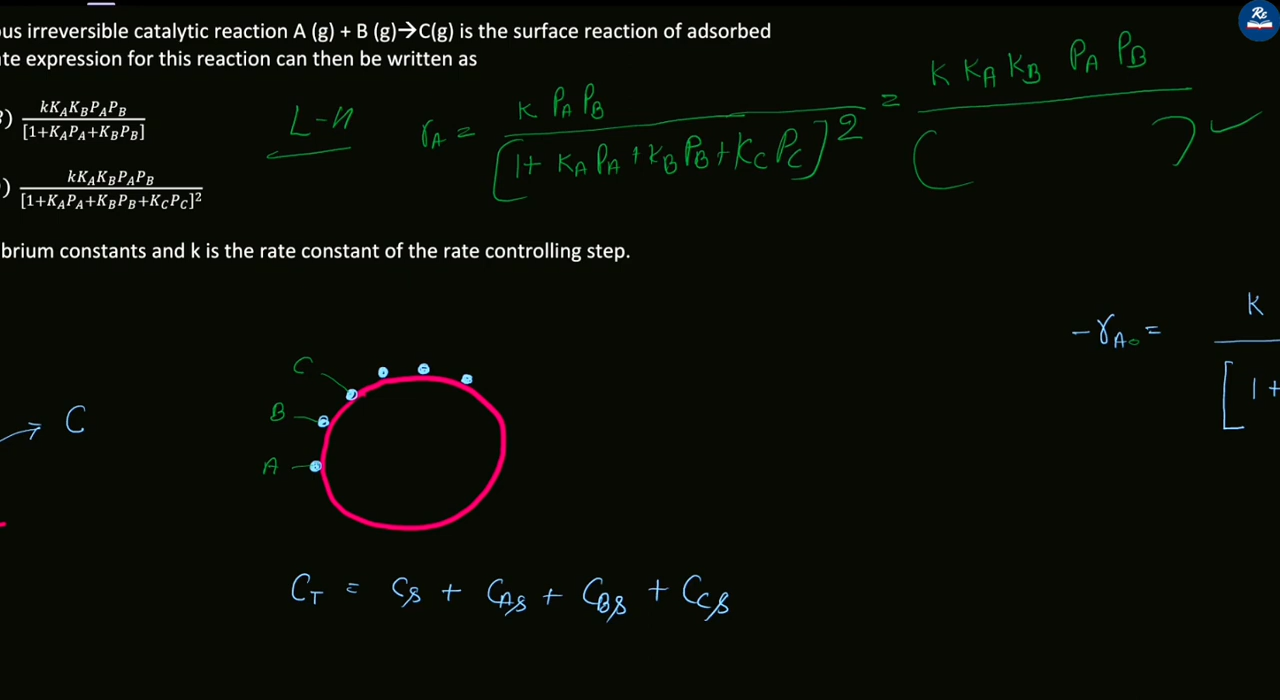 us irreversible catalytic reaction A (g) + B (g)→C(g) is the surface reaction of adsorbed
te expression for this reaction can then be written as
) kK_AK_BP_AP_B / [1+K_AP_A+K_BP_B]
) kK_AK_BP_AP_B / [1+K_AP_A+K_BP_B+K_CP_C]²
L-H
r_A = K P_A P_B / [1+ K_A P_A + K_B P_B + K_C P_C]² = K K_A K_B P_A P_B / ( ) ✓
brium constants and k is the rate constant of the rate controlling step.
-r_A = K / [1+
C
B
A
→ C
C_T = C_S + C_AS + C_BS + C_CS
Re